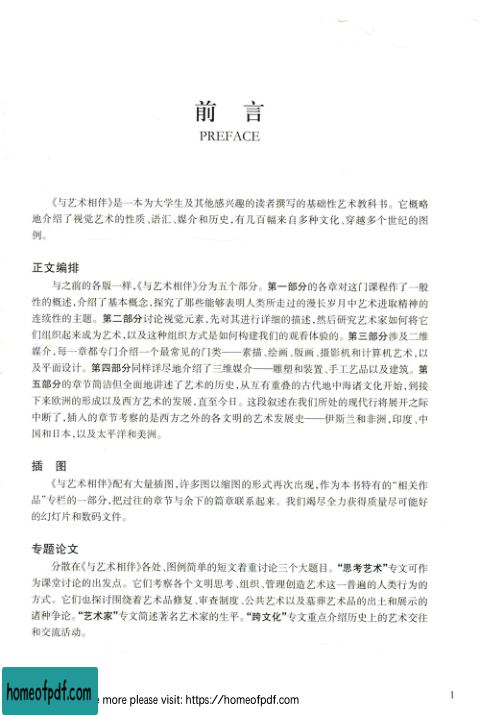 前 言
PREFACE
《与艺术相伴》是一本为大学生及其他感兴趣的读者撰写的基础性艺术教科书。它概略
地介绍了视觉艺术的性质、语汇、媒介和历史,有几百幅来自多种文化、穿越多个世纪的图
例。
正文编排
与之前的各版一样,《与艺术相伴》分为五个部分。第一部分的各章对这门课程作了一般
性的概述,介绍了基本概念,探究了那些能够表明人类所走过的漫长岁月中艺术进取精神的
连续性的主题。第二部分讨论视觉元素,先对其进行详细的描述,然后研究艺术家如何将它
们组织起来成为艺术,以及这种组织方式是如何构建我们的观看体验的。第三部分涉及二维
媒介,每一章都专门介绍一个最常见的门类——素描、绘画、版画、摄影机和计算机艺术,以
及平面设计。第四部分同样详尽地介绍了三维媒介——雕塑和装置、手工艺品以及建筑。第
五部分的章节简洁但全面地讲述了艺术的历史,从互有重叠的古代地中海诸文化开始,到接
下来欧洲的形成以及西方艺术的发展,直至今日。这段叙述在我们所处的现代行将展开之际
中断了,插入的章节考察的是西方之外的各文明的艺术发展史——伊斯兰和非洲,印度、中
国和日本,以及太平洋和美洲。
插 图
《与艺术相伴》配有大量插图,许多图以缩图的形式再次出现,作为本书特有的“相关作
品”专栏的一部分,把过往的章节与余下的篇章联系起来。我们竭尽全力获得质量尽可能好
的幻灯片和数码文件。
专题论文
分散在《与艺术相伴》各处、图例简单的短文着重讨论三个大题目。“思考艺术”专文可作
为课堂讨论的出发点。它们考察各个文明思考、组织、管理创造艺术这一普遍的人类行为的
方式。它们也探讨围绕着艺术品修复、审查制度、公共艺术以及墓葬艺术品的出土和展示的
诸种争论。“艺术家”专文简述著名艺术家的生平。“跨文化”专文重点介绍历史上的艺术交往
和交流活动。
1
homeofpdf.com
e more please visit: https://homeofpdf.com